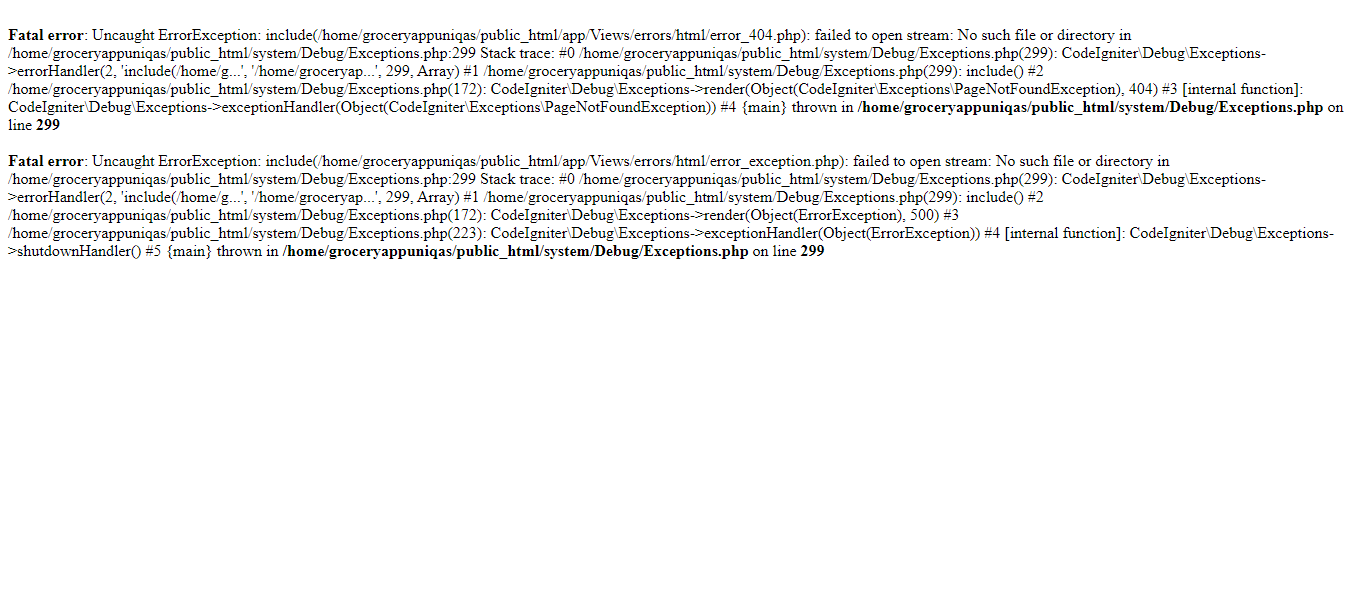 Fatal error: Uncaught ErrorException: include(/home/groceryappuniqas/public_html/app/Views/errors/html/error_404.php): failed to open stream: No such file or directory in
/home/groceryappuniqas/public_html/system/Debug/Exceptions.php:299 Stack trace: #0 /home/groceryappuniqas/public_html/system/Debug/Exceptions.php(299): CodeIgniter\Debug\Exceptions-
>errorHandler(2, 'include(/home/g...', '/home/groceryap...', 299, Array) #1 /home/groceryappuniqas/public_html/system/Debug/Exceptions.php(299): include() #2
/home/groceryappuniqas/public_html/system/Debug/Exceptions.php(172): CodeIgniter\Debug\Exceptions->render(Object(CodeIgniter\Exceptions\PageNotFoundException), 404) #3 [internal function]:
CodeIgniter\Debug\Exceptions->exceptionHandler(Object(CodeIgniter\Exceptions\PageNotFoundException)) #4 {main} thrown in /home/groceryappuniqas/public_html/system/Debug/Exceptions.php on
line 299
Fatal error: Uncaught ErrorException: include(/home/groceryappuniqas/public_html/app/Views/errors/html/error_exception.php): failed to open stream: No such file or directory in
/home/groceryappuniqas/public_html/system/Debug/Exceptions.php:299 Stack trace: #0 /home/groceryappuniqas/public_html/system/Debug/Exceptions.php(299): CodeIgniter\Debug\Exceptions-
>errorHandler(2, 'include(/home/g...', '/home/groceryap...', 299, Array) #1 /home/groceryappuniqas/public_html/system/Debug/Exceptions.php(299): include() #2
/home/groceryappuniqas/public_html/system/Debug/Exceptions.php(172): CodeIgniter\Debug\Exceptions->render(Object(ErrorException), 500) #3
/home/groceryappuniqas/public_html/system/Debug/Exceptions.php(223): CodeIgniter\Debug\Exceptions->exceptionHandler(Object(ErrorException)) #4 [internal function]: CodeIgniter\Debug\Exceptions-
>shutdownHandler() #5 {main} thrown in /home/groceryappuniqas/public_html/system/Debug/Exceptions.php on line 299